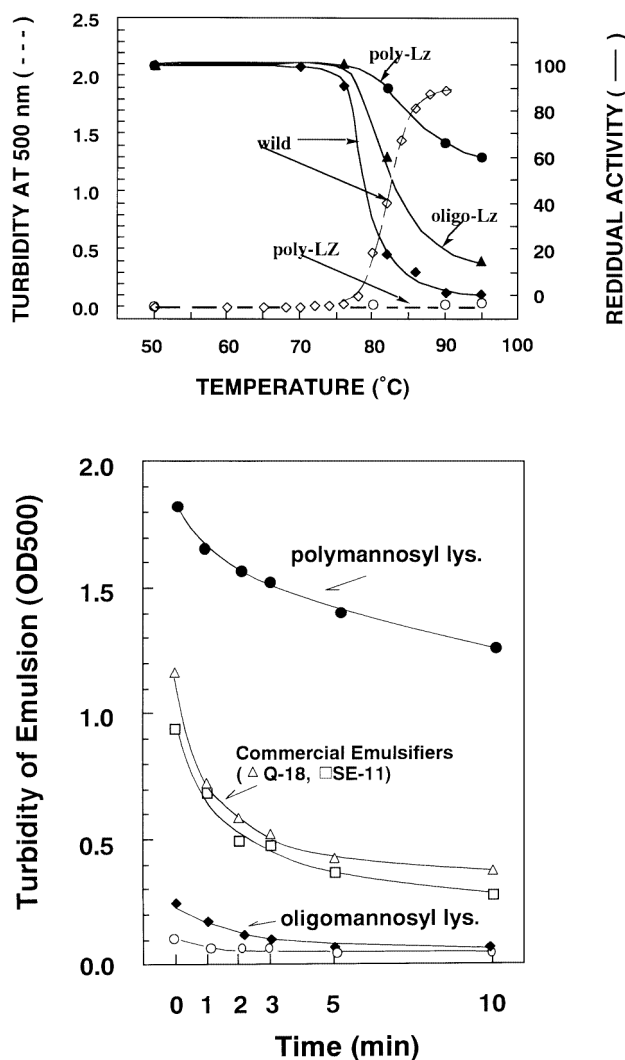 TURBIDITY AT 500 nm ( - - - )
2.5
2.0
1.5
1.0
0.5
0.0
poly-Lz
wild
oligo-Lz
poly-LZ
100
80
60
40
20
0
REDIDUAL ACTIVITY ( — )
50 60 70 80 90 100
TEMPERATURE (°C)
Turbidity of Emulsion (OD500)
2.0
1.5
1.0
0.5
0.0
polymannosyl lys.
Commercial Emulsifiers
( △ Q-18, □SE-11)
oligomannosyl lys.
0 1 2 3 5 10
Time (min)